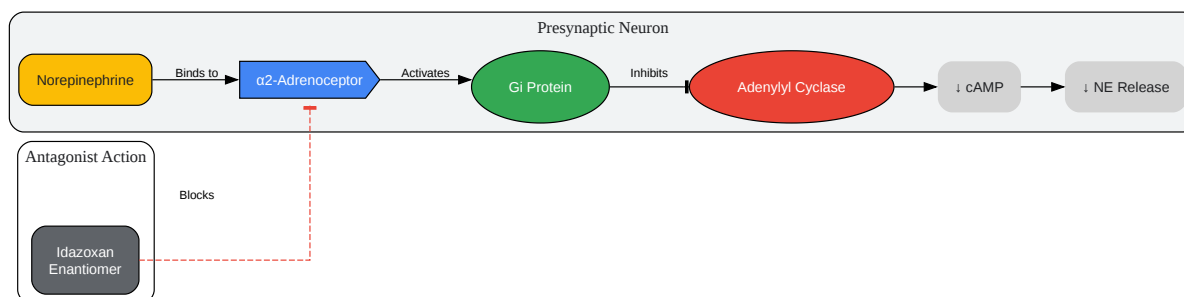 Presynaptic Neuron
Norepinephrine
Binds to
α2-Adrenoceptor
Activates
Gi Protein
Inhibits
Adenylyl Cyclase
↓ cAMP
↓ NE Release
Antagonist Action
Blocks
Idazoxan
Enantiomer